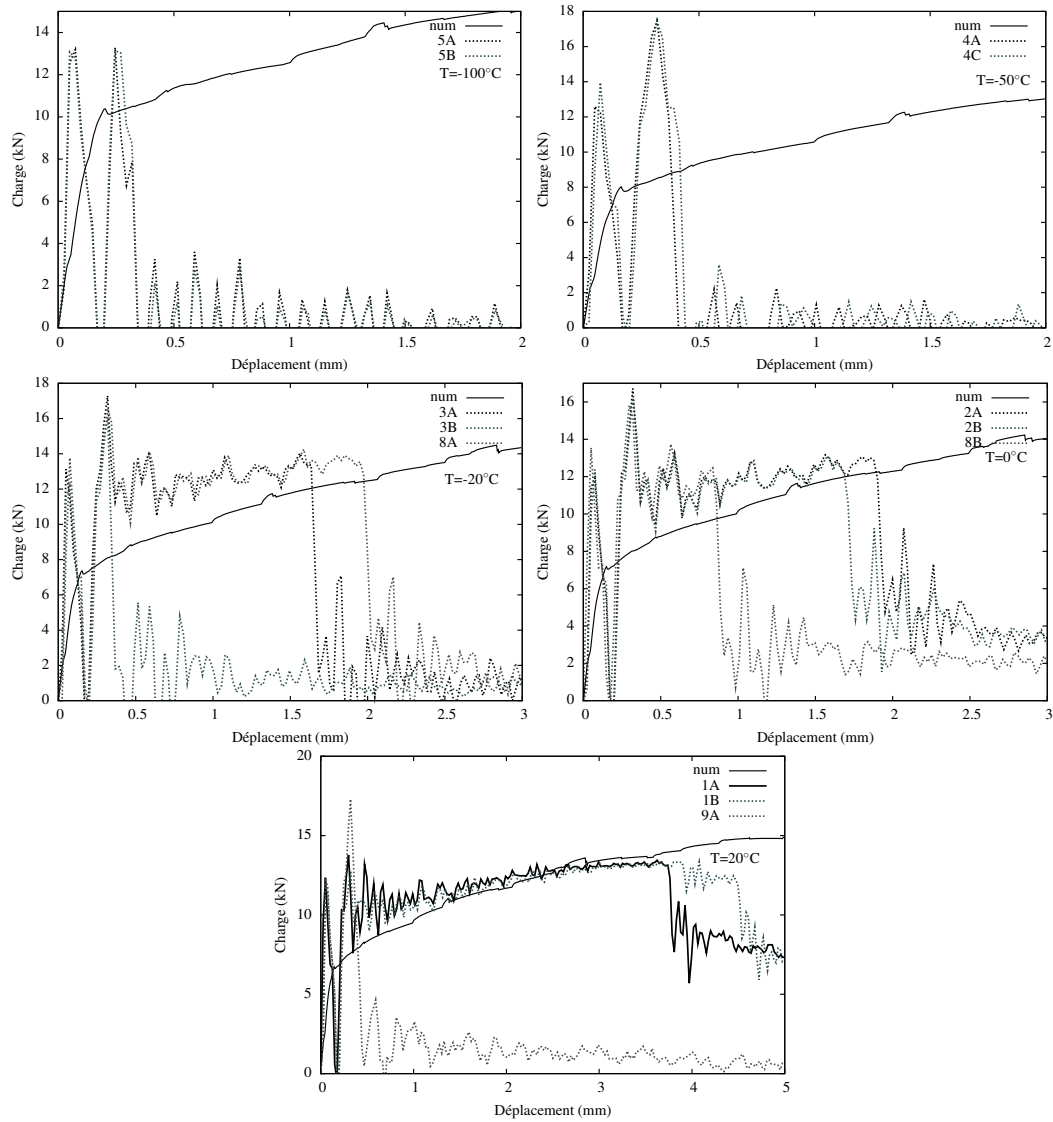 14
12
10
8
6
4
2
0
0
0.5
1
1.5
2
Charge (kN)
Déplacement (mm)
num
5A
5B
T=-100°C
18
16
14
12
10
8
6
4
2
0
0
0.5
1
1.5
2
Charge (kN)
Déplacement (mm)
num
4A
4C
T=-50°C
18
16
14
12
10
8
6
4
2
0
0
0.5
1
1.5
2
2.5
3
Charge (kN)
Déplacement (mm)
num
3A
3B
8A
T=-20°C
16
14
12
10
8
6
4
2
0
0
0.5
1
1.5
2
2.5
3
Charge (kN)
Déplacement (mm)
num
2A
2B
8B
T=0°C
20
15
10
5
0
0
1
2
3
4
5
Charge (kN)
Déplacement (mm)
num
1A
1B
9A
T=20°C